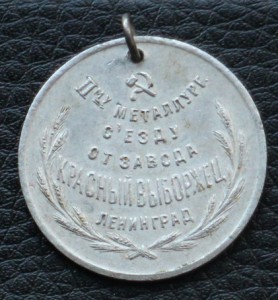 IIМУ МЕТАЛЛУРГ.
С'ЕЗДУ
ОТ ЗАВОДА
КРАСНЫЙ ВЫБОРЖЕЦ
ЛЕНИНГРАД